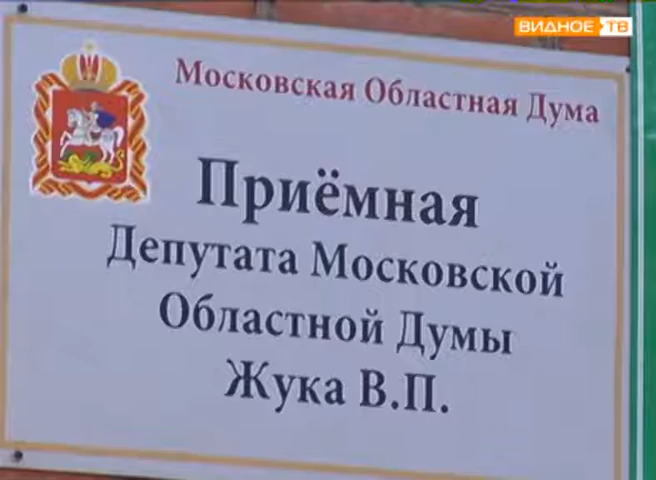 ВИДНОЕ ТВ
Московская Областная Дума
Приёмная
Депутата Московской
Областной Думы
Жука В.П.